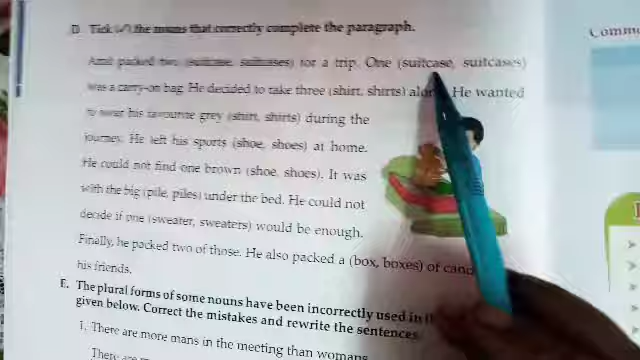 D. Tick (✓) the nouns that correctly complete the paragraph.
Amit packed two (suitcase, suitcases) for a trip. One (suitcase, suitcases)
was a carry-on bag. He decided to take three (shirt, shirts) along. He wanted
to wear his favourite grey (shirt, shirts) during the
journey. He left his sports (shoe, shoes) at home.
He could not find one brown (shoe, shoes). It was
with the big (pile, piles) under the bed. He could not
decide if one (sweater, sweaters) would be enough.
Finally, he packed two of those. He also packed a (box, boxes) of
his friends.
E. The plural forms of some nouns have been incorrectly used in
given below. Correct the mistakes and rewrite the sentences.
1. There are more mans in the meeting than womans
There are
Comm